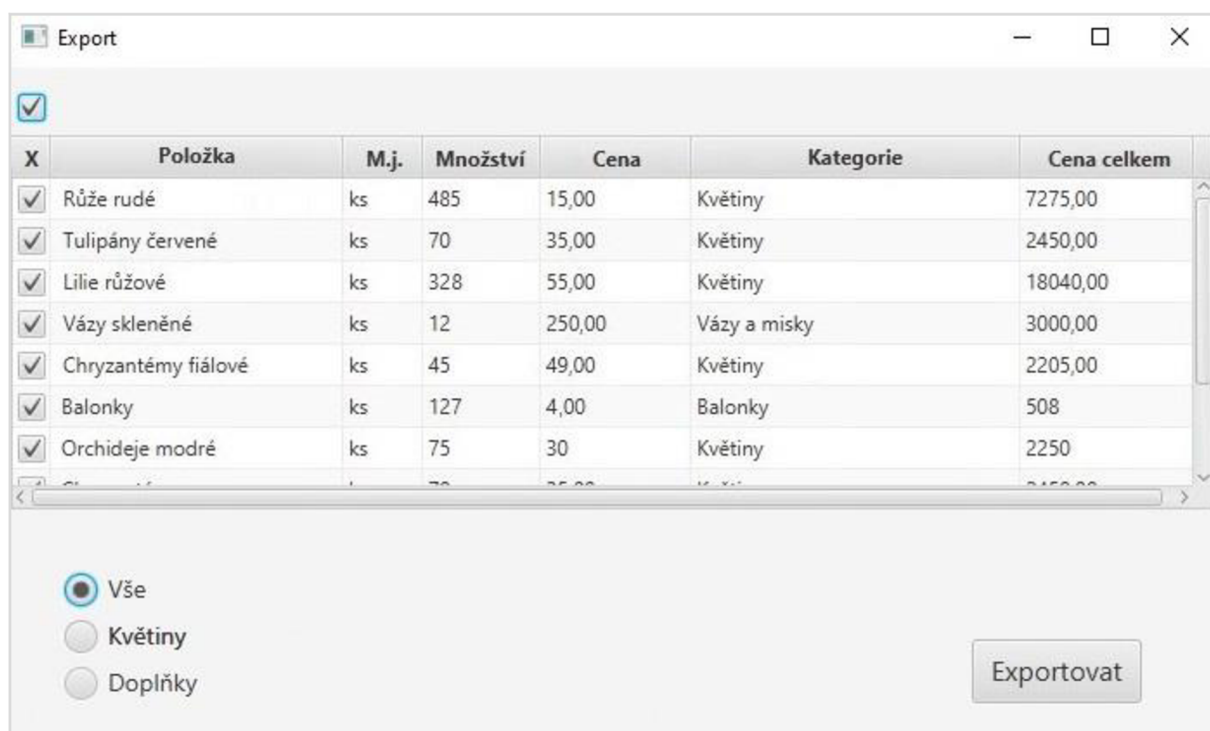 Export
X Položka M.j. Množství Cena Kategorie Cena celkem
Růže rudé ks 485 15,00 Květiny 7275,00
Tulipány červené ks 70 35,00 Květiny 2450,00
Lilie růžové ks 328 55,00 Květiny 18040,00
Vázy skleněné ks 12 250,00 Vázy a misky 3000,00
Chryzantémy fiálové ks 45 49,00 Květiny 2205,00
Balonky ks 127 4,00 Balonky 508
Orchideje modré ks 75 30 Květiny 2250
Vše
Květiny
Doplňky
Exportovat